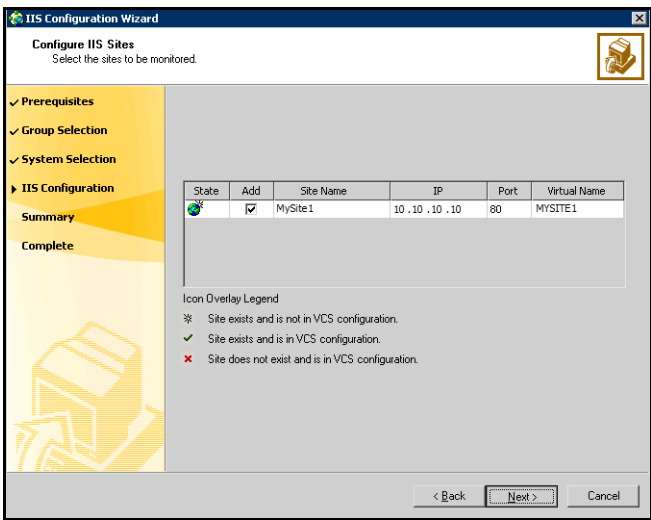 IIS Configuration Wizard
Configure IIS Sites
Select the sites to be monitored.
Prerequisites
Group Selection
System Selection
IIS Configuration
Summary
Complete
State Add Site Name IP Port Virtual Name
MySite1 10 . 10 . 10 . 10 80 MYSITE1
Icon Overlay Legend
Site exists and is not in VCS configuration.
Site exists and is in VCS configuration.
Site does not exist and is in VCS configuration.
< Back Next > Cancel